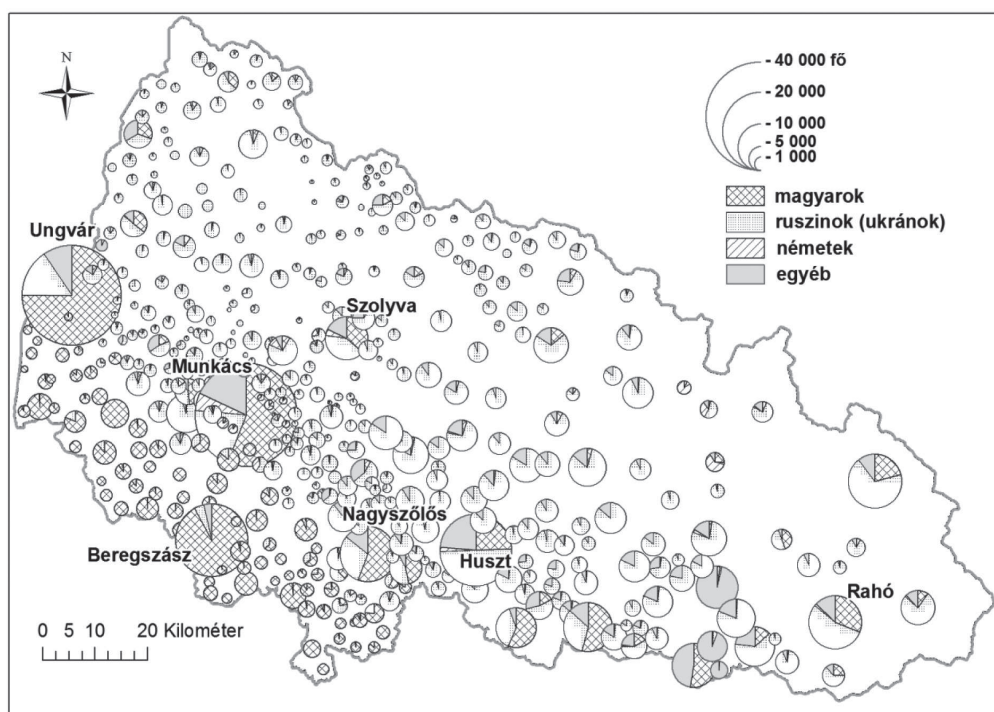 N
- 40 000 fő
- 20 000
- 10 000
- 5 000
- 1 000
magyarok
ruszinok (ukránok)
németek
egyéb
Ungvár
Szolyva
Munkács
Nagyszőlős
Beregszász
Huszt
Rahó
0 5 10 20 Kilométer